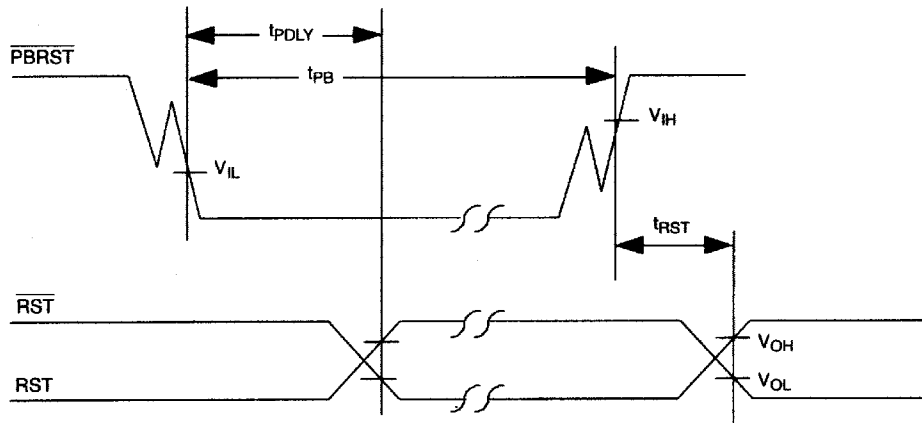 tPDLY
PBRST
tPB
VIH
VIL
tRST
RST
VOH
RST
VOL